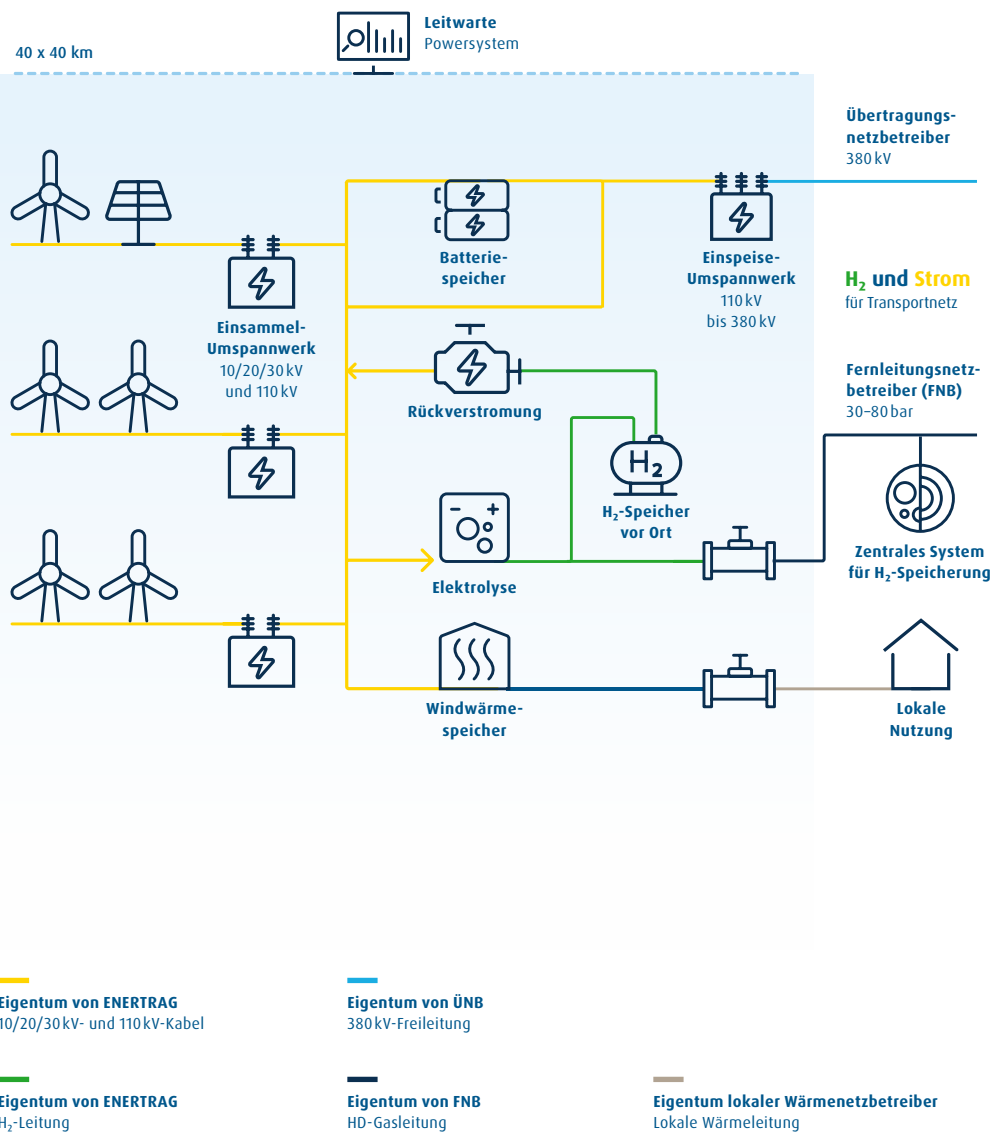 Leitwarte
Powersystem
40 x 40 km
Übertragungs-
netzbetreiber
380 kV
Batterie-
speicher
Einspeise-
Umspannwerk
110 kV
bis 380 kV
H₂ und Strom
für Transportnetz
Einsammel-
Umspannwerk
10/20/30 kV
und 110 kV
Fernleitungsnetz-
betreiber (FNB)
30–80 bar
Rückverstromung
H₂
H₂-Speicher
vor Ort
- +
Elektrolyse
Zentrales System
für H₂-Speicherung
Windwärme-
speicher
Lokale
Nutzung
Eigentum von ENERTRAG
10/20/30 kV- und 110 kV-Kabel
Eigentum von ÜNB
380 kV-Freileitung
Eigentum von ENERTRAG
H₂-Leitung
Eigentum von FNB
HD-Gasleitung
Eigentum lokaler Wärmenetzbetreiber
Lokale Wärmeleitung